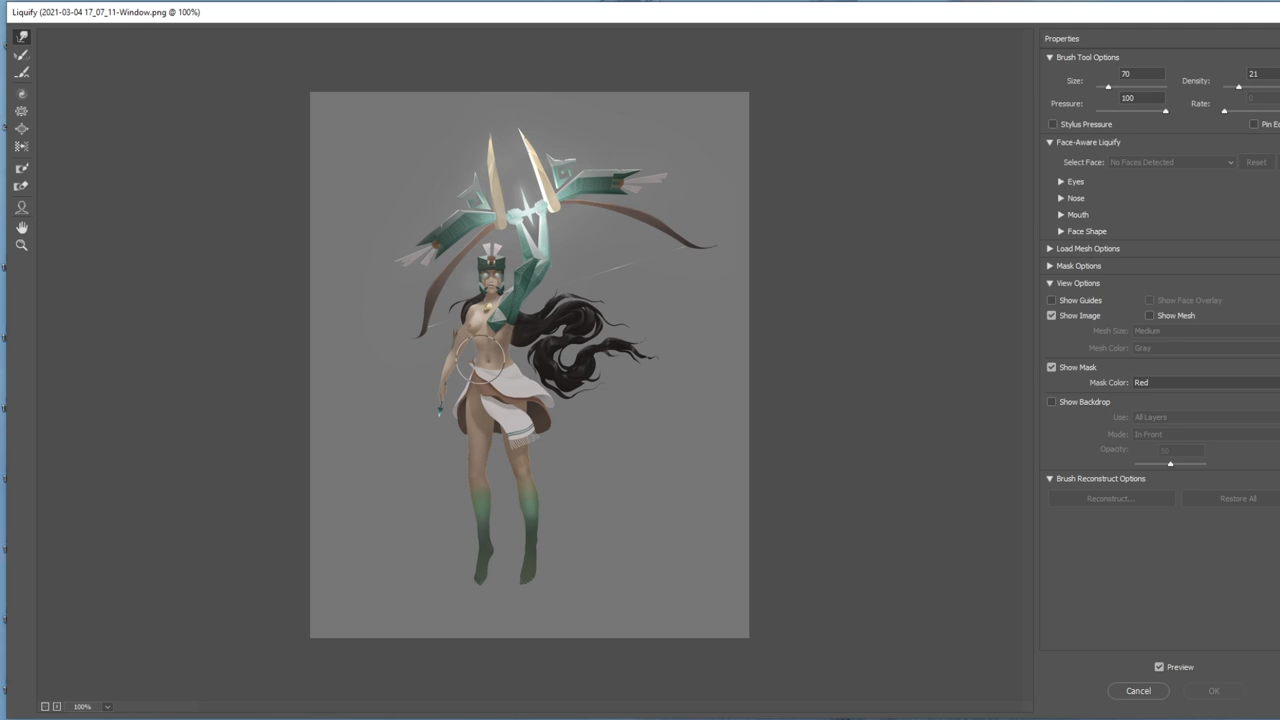 Liquify (2021-03-04 17_07_11-Window.png @ 100%)
Properties
Brush Tool Options
Size: 70 Density: 21
Pressure: 100 Rate: 0
Stylus Pressure Pin Ed
Face-Aware Liquify
Select Face: No Faces Detected Reset
Eyes
Nose
Mouth
Face Shape
Load Mesh Options
Mask Options
View Options
Show Guides Show Face Overlay
Show Image Show Mesh
Mesh Size: Medium
Mesh Color: Gray
Show Mask
Mask Color: Red
Show Backdrop
Use: All Layers
Mode: In Front
Opacity: 50
Brush Reconstruct Options
Reconstruct... Restore All
Preview
Cancel OK
100%